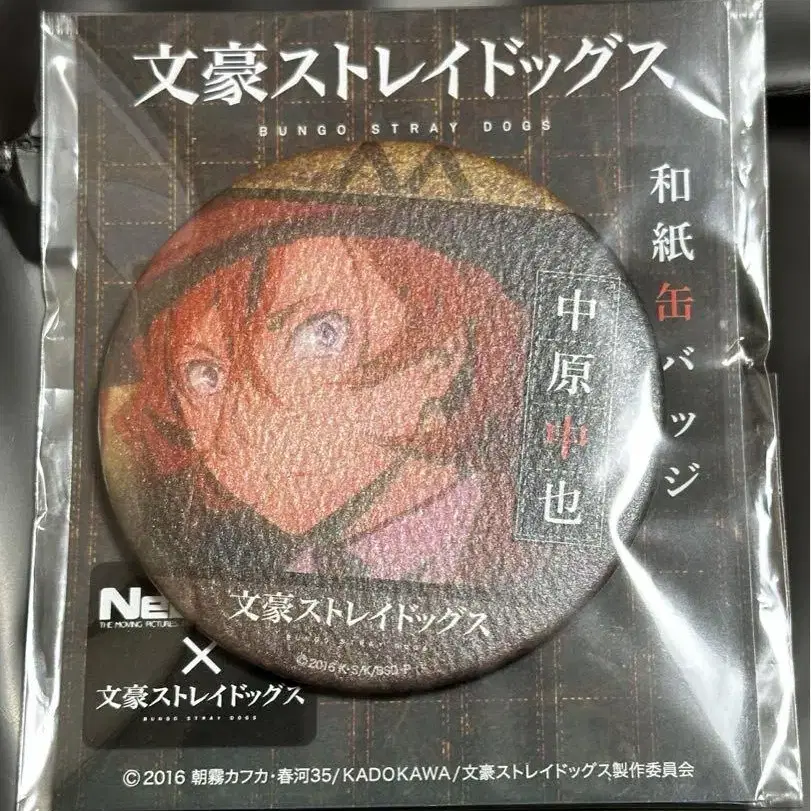 文豪ストレイドッグス
BUNGO STRAY DOGS
和紙缶バッジ
中原中也
文豪ストレイドッグス
©2016 K・S/K/BSD-P
THE MOVING PICTURES
×
文豪ストレイドッグス
BUNGO STRAY DOGS
©2016 朝霧カフカ・春河35/KADOKAWA/文豪ストレイドッグス製作委員会